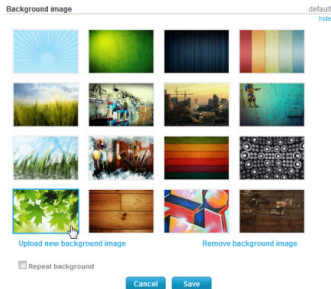 Background image default
hide
Upload new background image Remove background image
Repeat background
Cancel Save